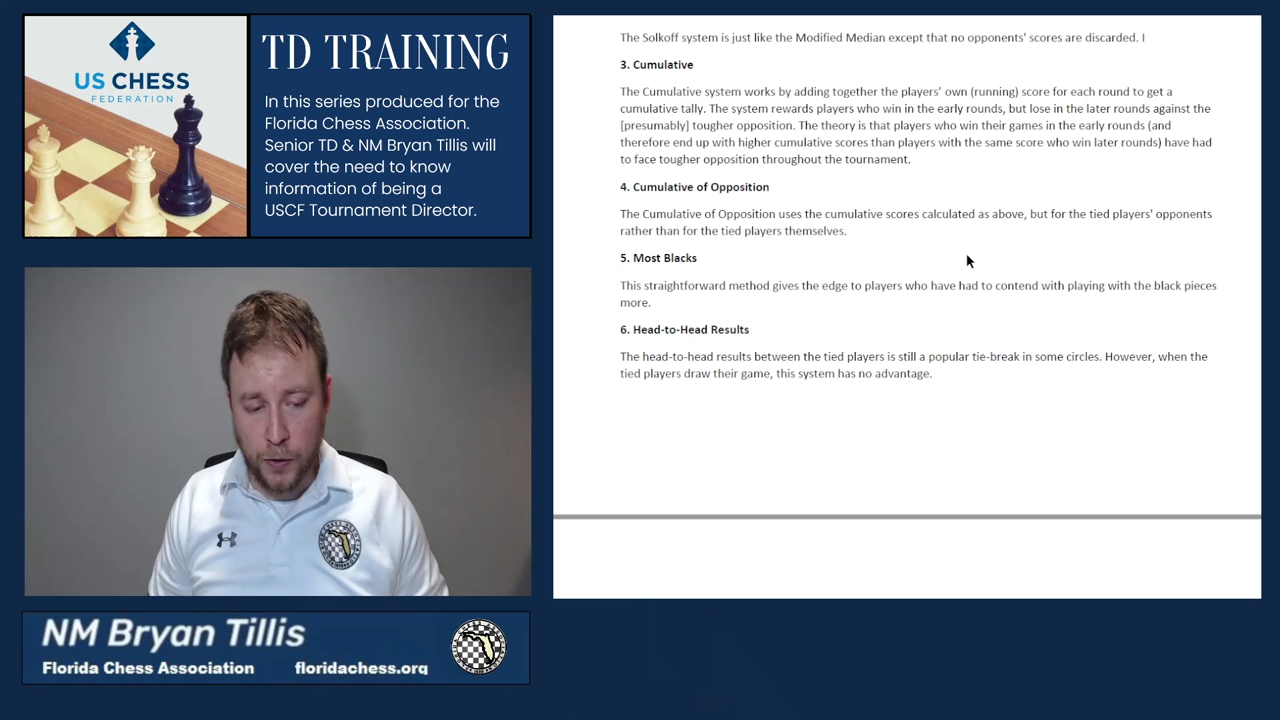 US CHESS
FEDERATION
TD TRAINING
In this series produced for the
Florida Chess Association.
Senior TD & NM Bryan Tillis will
cover the need to know
information of being a
USCF Tournament Director.
The Solkoff system is just like the Modified Median except that no opponents' scores are discarded. I
3. Cumulative
The Cumulative system works by adding together the players' own (running) score for each round to get a
cumulative tally. The system rewards players who win in the early rounds, but lose in the later rounds against the
[presumably] tougher opposition. The theory is that players who win their games in the early rounds (and
therefore end up with higher cumulative scores than players with the same score who win later rounds) have had
to face tougher opposition throughout the tournament.
4. Cumulative of Opposition
The Cumulative of Opposition uses the cumulative scores calculated as above, but for the tied players' opponents
rather than for the tied players themselves.
5. Most Blacks
This straightforward method gives the edge to players who have had to contend with playing with the black pieces
more.
6. Head-to-Head Results
The head-to-head results between the tied players is still a popular tie-break in some circles. However, when the
tied players draw their game, this system has no advantage.
NM Bryan Tillis
Florida Chess Association floridachess.org